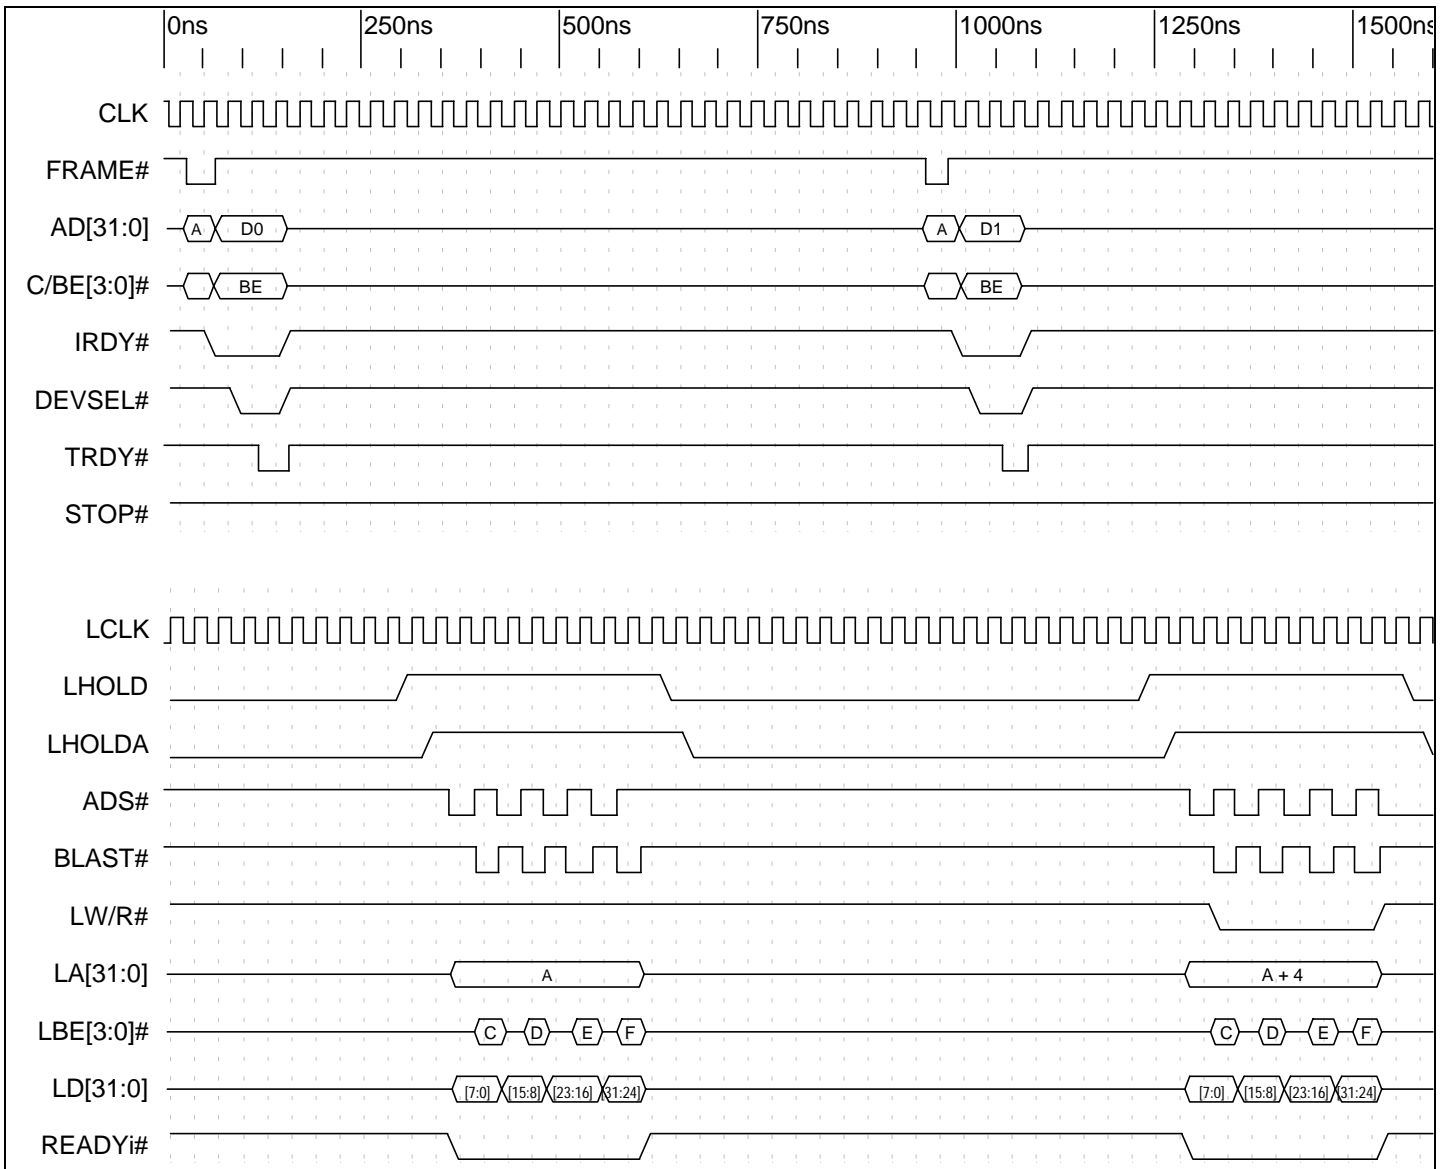 0ns 250ns 500ns 750ns 1000ns 1250ns 1500ns
CLK
FRAME#
AD[31:0] A D0 A D1
C/BE[3:0]# BE BE
IRDY#
DEVSEL#
TRDY#
STOP#
LCLK
LHOLD
LHOLDA
ADS#
BLAST#
LW/R#
LA[31:0] A A + 4
LBE[3:0]# C D E F C D E F
LD[31:0] [7:0] [15:8] [23:16] [31:24] [7:0] [15:8] [23:16] [31:24]
READYi#